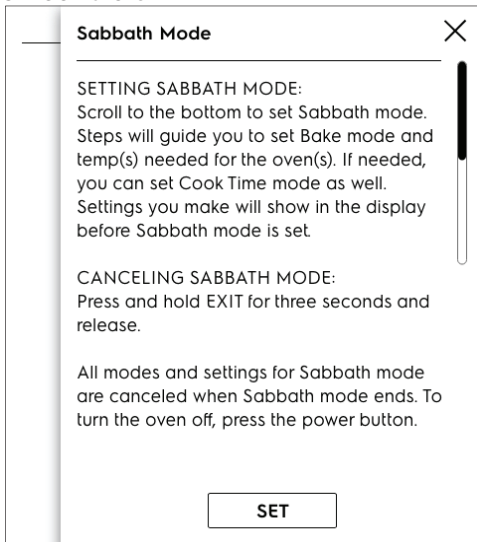 Sabbath Mode
SETTING SABBATH MODE:
Scroll to the bottom to set Sabbath mode.
Steps will guide you to set Bake mode and
temp(s) needed for the oven(s). If needed,
you can set Cook Time mode as well.
Settings you make will show in the display
before Sabbath mode is set.
CANCELING SABBATH MODE:
Press and hold EXIT for three seconds and
release.
All modes and settings for Sabbath mode
are canceled when Sabbath mode ends. To
turn the oven off, press the power button.
SET